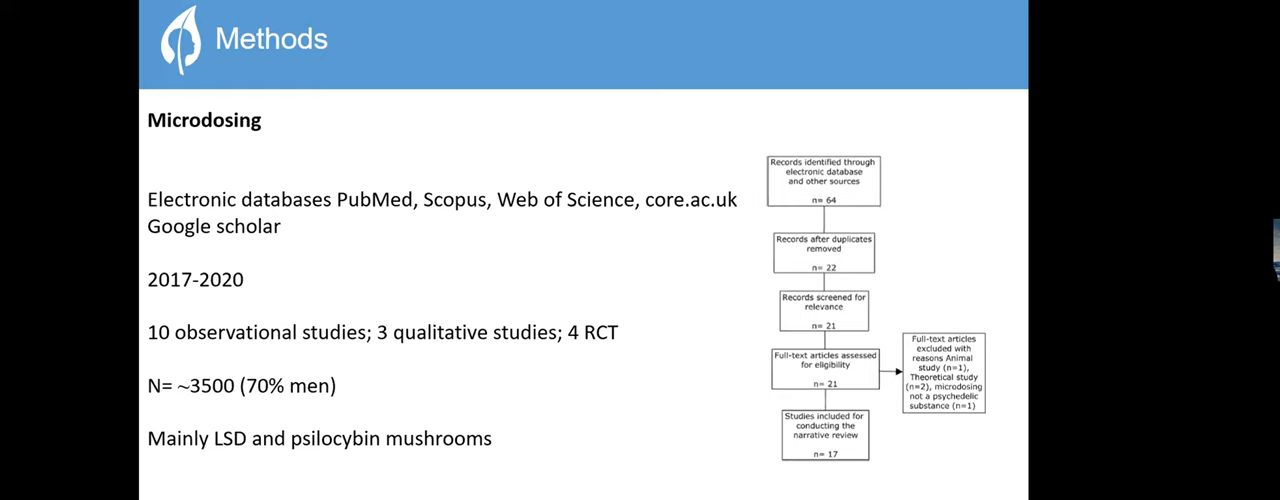 Methods
Microdosing
Electronic databases PubMed, Scopus, Web of Science, core.ac.uk
Google scholar
2017-2020
10 observational studies; 3 qualitative studies; 4 RCT
N= ~3500 (70% men)
Mainly LSD and psilocybin mushrooms
Records identified through
electronic database
and other sources
n= 64
Records after duplicates
removed
n= 22
Records screened for
relevance
n= 21
Full-text articles assessed
for eligibility
n= 21
Full-text articles
excluded with
reasons Animal
study (n=1),
Theoretical study
(n=2), microdosing
not a psychedelic
substance (n=1)
Studies included for
conducting the
narrative review
n= 17